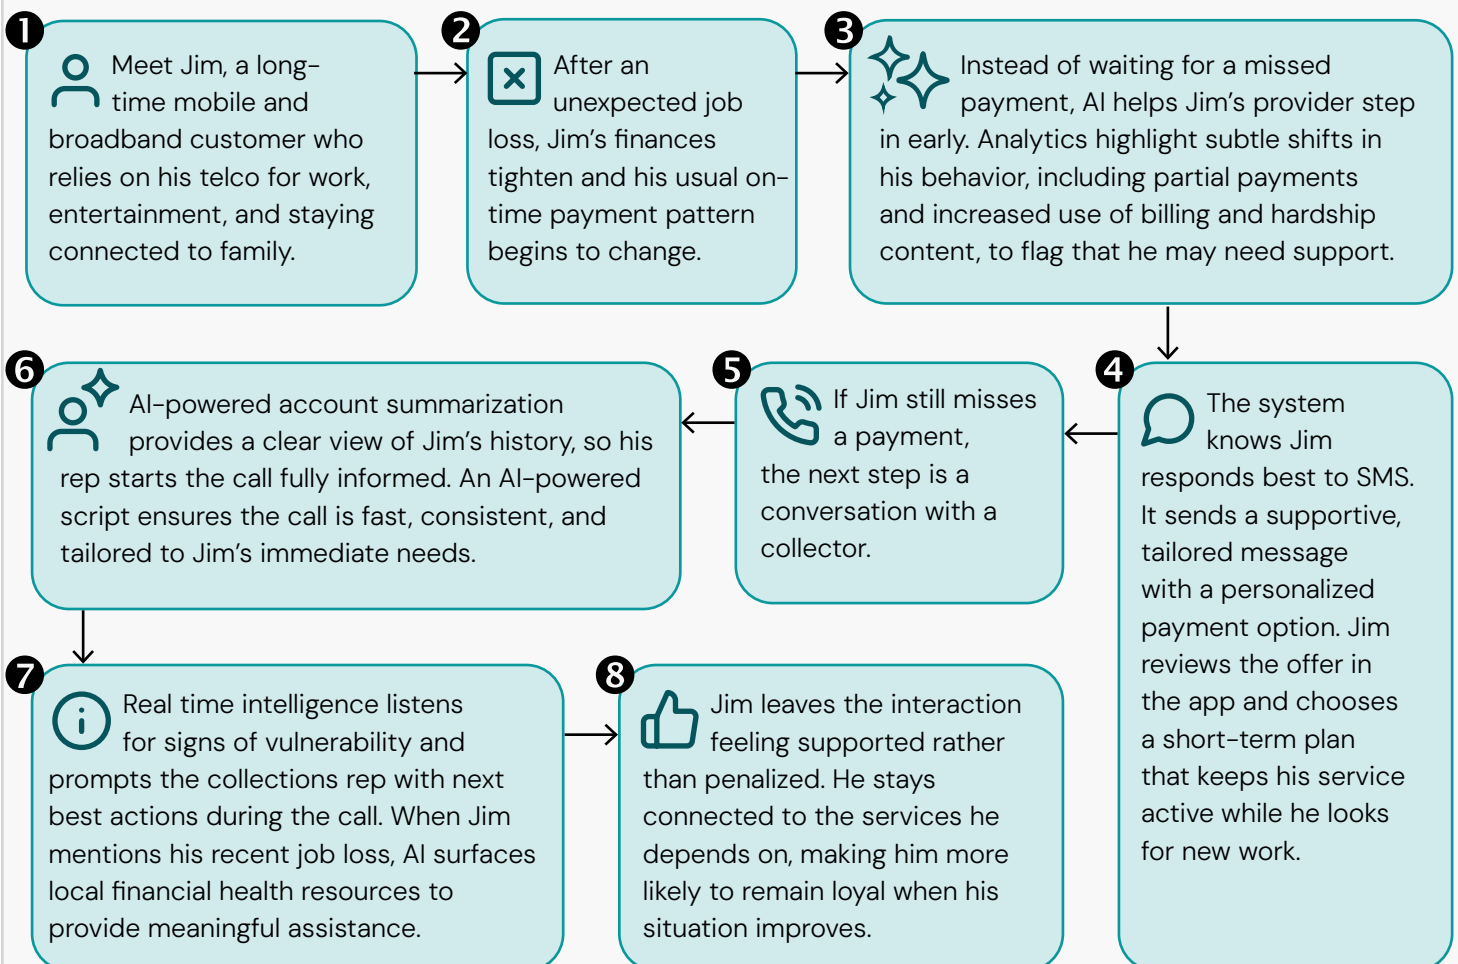 1
Meet Jim, a long-
time mobile and
broadband customer who
relies on his telco for work,
entertainment, and staying
connected to family.
2
After an
unexpected job
loss, Jim's finances
tighten and his usual on-
time payment pattern
begins to change.
3
Instead of waiting for a missed
payment, AI helps Jim's provider step
in early. Analytics highlight subtle shifts in
his behavior, including partial payments
and increased use of billing and hardship
content, to flag that he may need support.
4
The system
knows Jim
responds best to SMS.
It sends a supportive,
tailored message
with a personalized
payment option. Jim
reviews the offer in
the app and chooses
a short-term plan
that keeps his service
active while he looks
for new work.
5
If Jim still misses
a payment,
the next step is a
conversation with a
collector.
6
AI-powered account summarization
provides a clear view of Jim's history, so his
rep starts the call fully informed. An AI-powered
script ensures the call is fast, consistent, and
tailored to Jim's immediate needs.
7
Real time intelligence listens
for signs of vulnerability and
prompts the collections rep with next
best actions during the call. When Jim
mentions his recent job loss, AI surfaces
local financial health resources to
provide meaningful assistance.
8
Jim leaves the interaction
feeling supported rather
than penalized. He stays
connected to the services he
depends on, making him more
likely to remain loyal when his
situation improves.